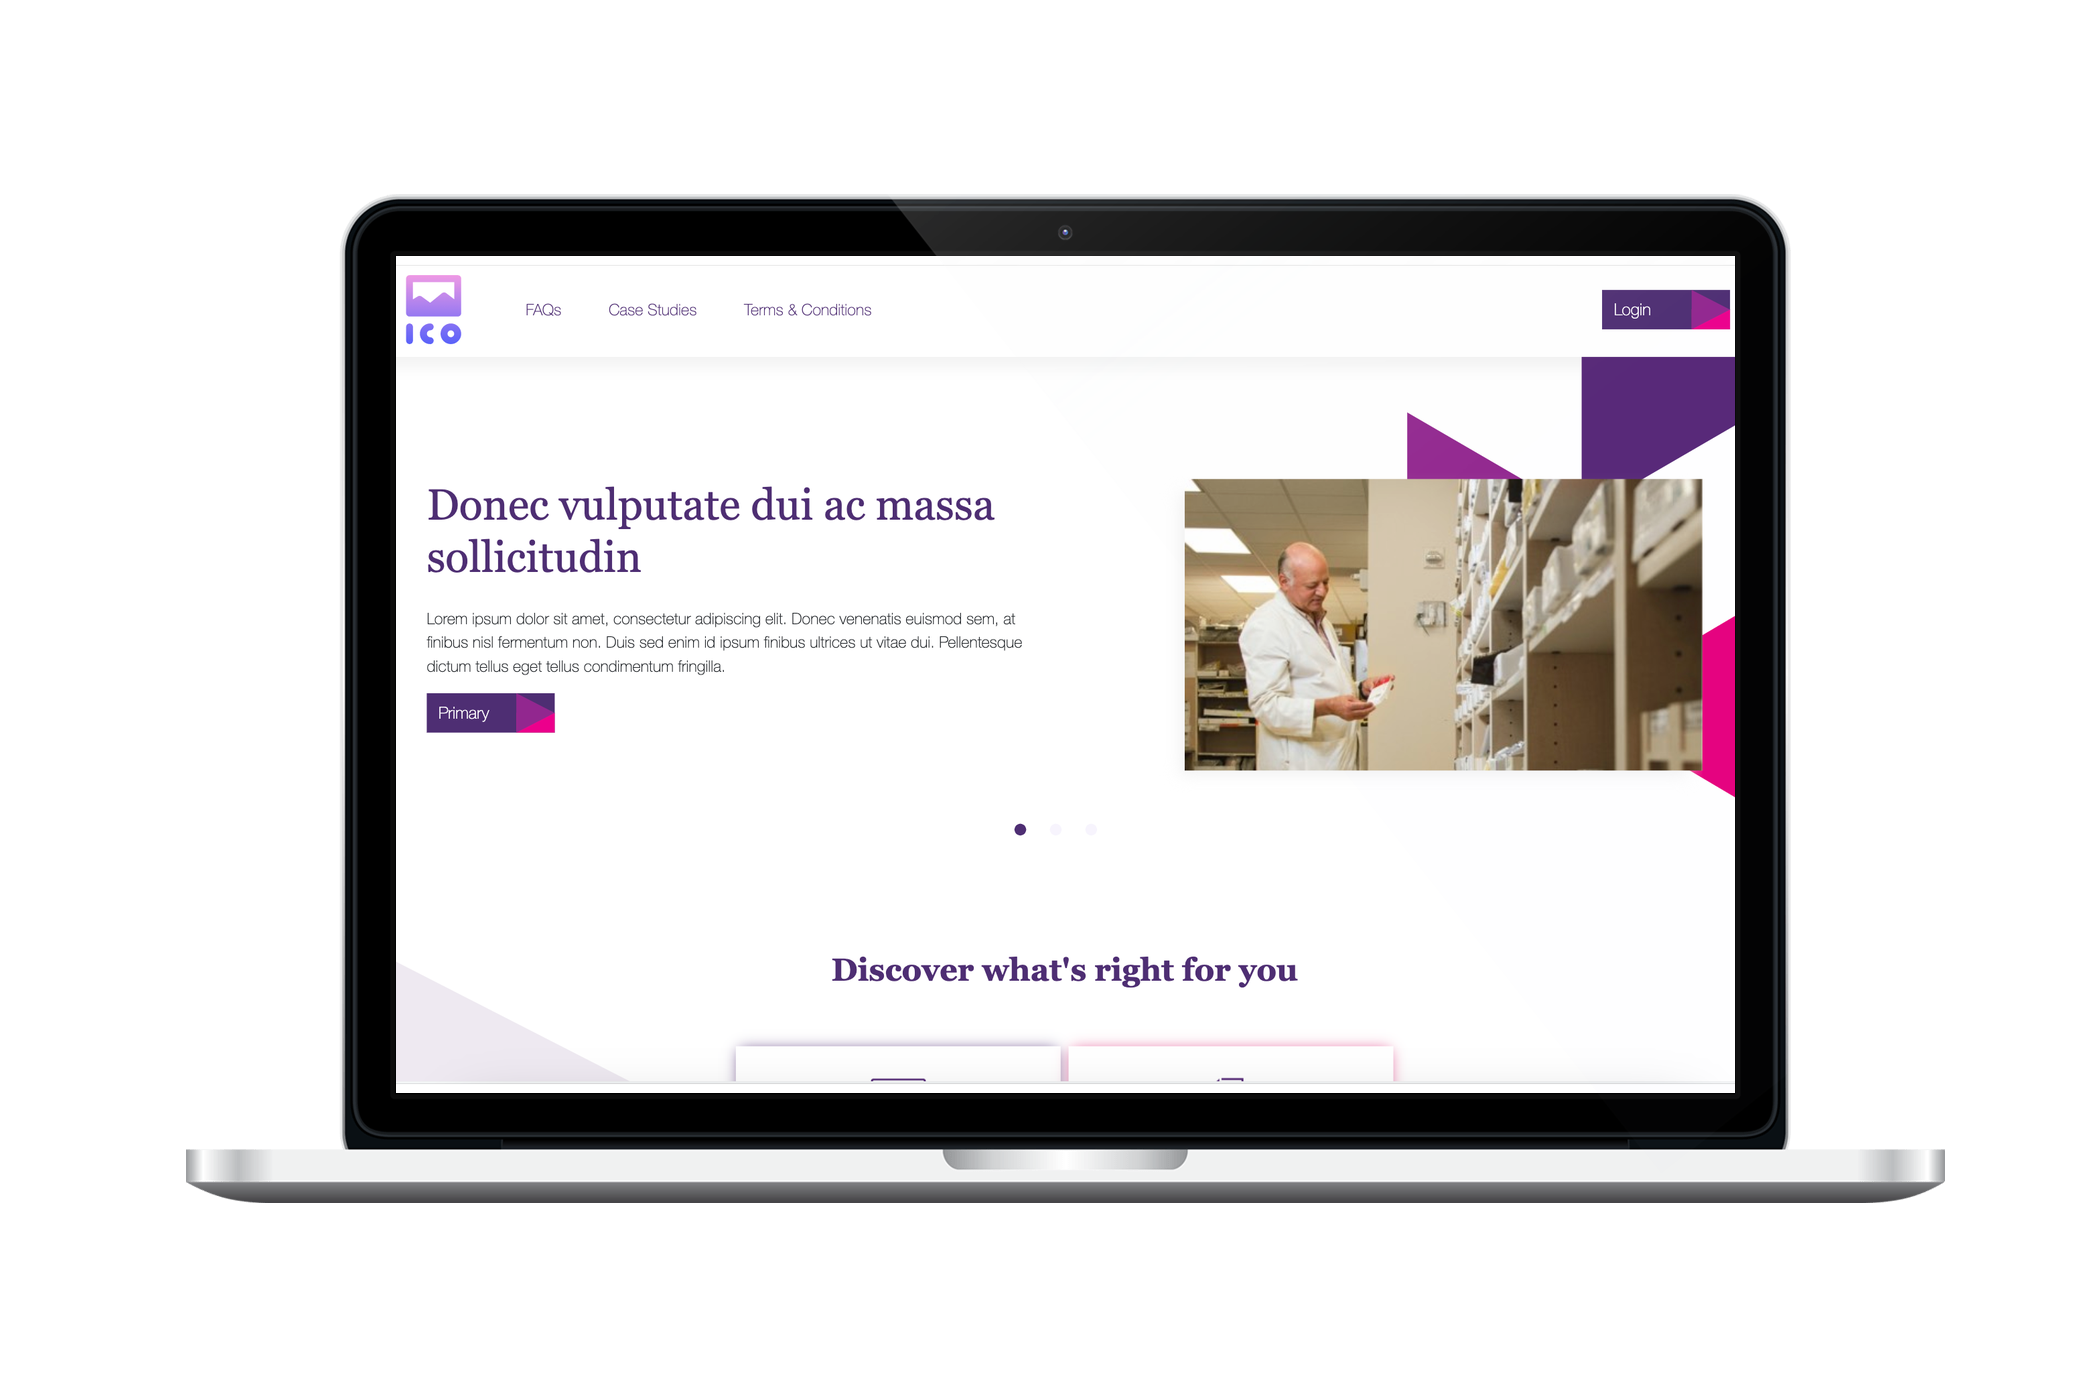 ICO
FAQs
Case Studies
Terms & Conditions
Login
Donec vulputate dui ac massa
sollicitudin
Lorem ipsum dolor sit amet, consectetur adipiscing elit. Donec venenatis euismod sem, at
finibus nisl fermentum non. Duis sed enim id ipsum finibus ultrices ut vitae dui. Pellentesque
dictum tellus eget tellus condimentum fringilla.
Primary
Discover what's right for you